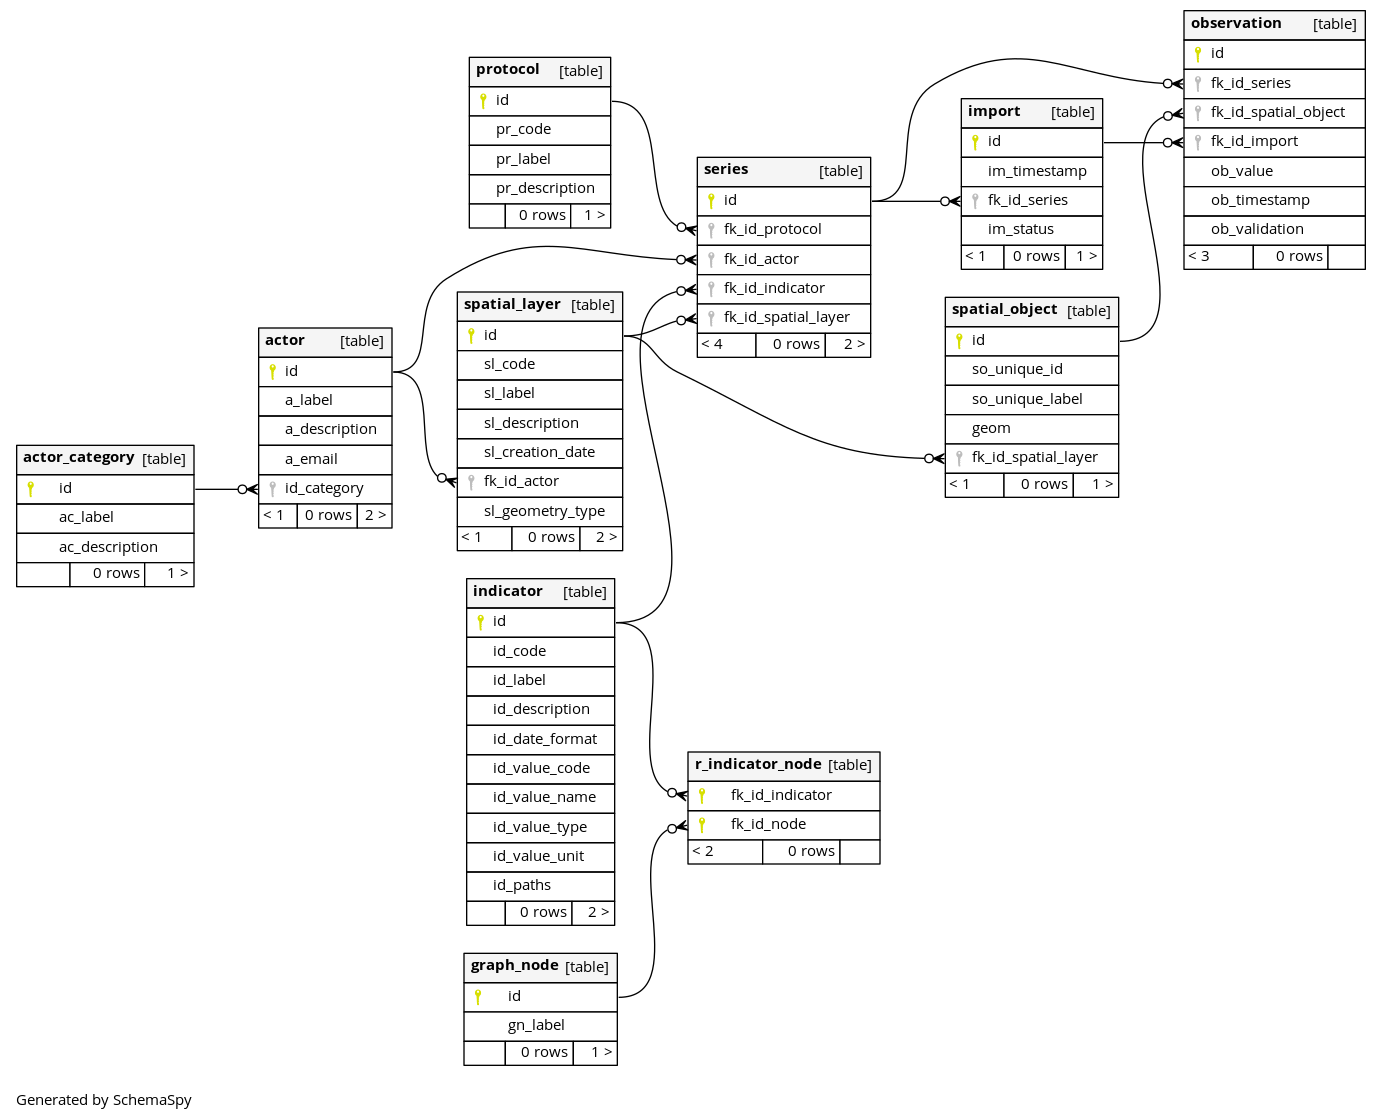 observation [table]
id
fk_id_series
fk_id_spatial_object
fk_id_import
ob_value
ob_timestamp
ob_validation
< 3 0 rows
protocol [table]
id
pr_code
pr_label
pr_description
0 rows 1 >
import [table]
id
im_timestamp
fk_id_series
im_status
< 1 0 rows 1 >
series [table]
id
fk_id_protocol
fk_id_actor
fk_id_indicator
fk_id_spatial_layer
< 4 0 rows 2 >
spatial_layer [table]
id
sl_code
sl_label
sl_description
sl_creation_date
fk_id_actor
sl_geometry_type
< 1 0 rows 2 >
spatial_object [table]
id
so_unique_id
so_unique_label
geom
fk_id_spatial_layer
< 1 0 rows 1 >
actor [table]
id
a_label
a_description
a_email
id_category
< 1 0 rows 2 >
actor_category [table]
id
ac_label
ac_description
0 rows 1 >
indicator [table]
id
id_code
id_label
id_description
id_date_format
id_value_code
id_value_name
id_value_type
id_value_unit
id_paths
0 rows 2 >
r_indicator_node [table]
fk_id_indicator
fk_id_node
< 2 0 rows
graph_node [table]
id
gn_label
0 rows 1 >
Generated by SchemaSpy